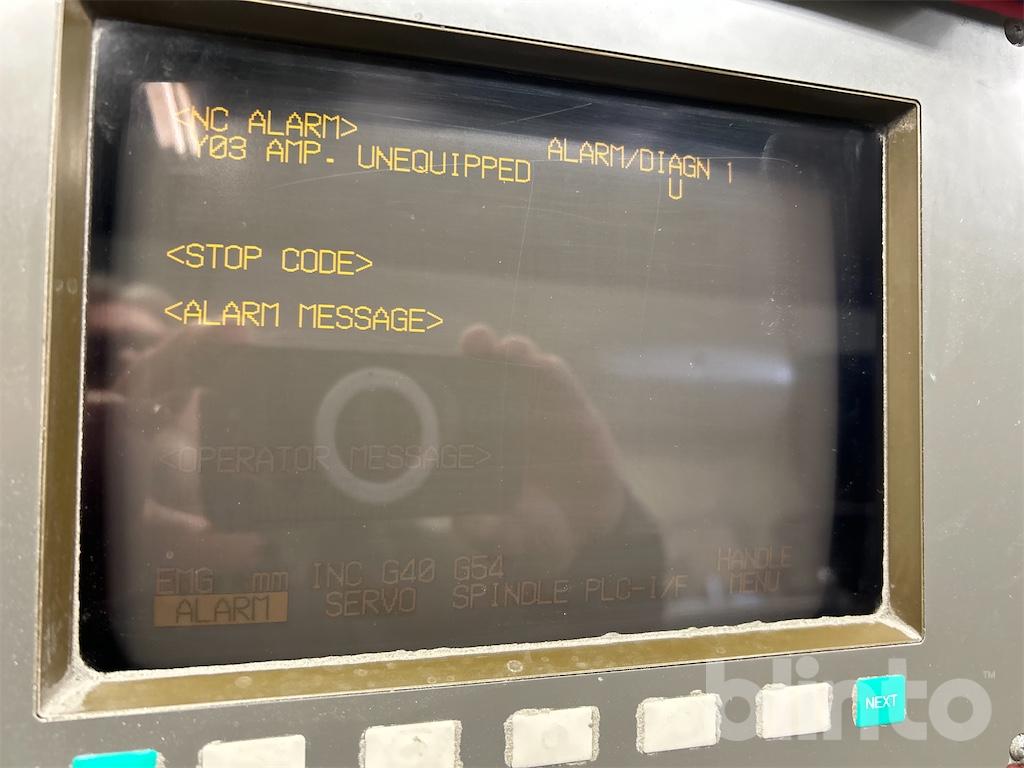 <NC ALARM>
ALARM/DIAGN 1
Y03 AMP. UNEQUIPPED
U
<STOP CODE>
<ALARM MESSAGE>
<OPERATOR MESSAGE>
EMG mm INC G40 G54 HANDLE
ALARM SERVO SPINDLE PLC-I/F MENU
NEXT
blinto™